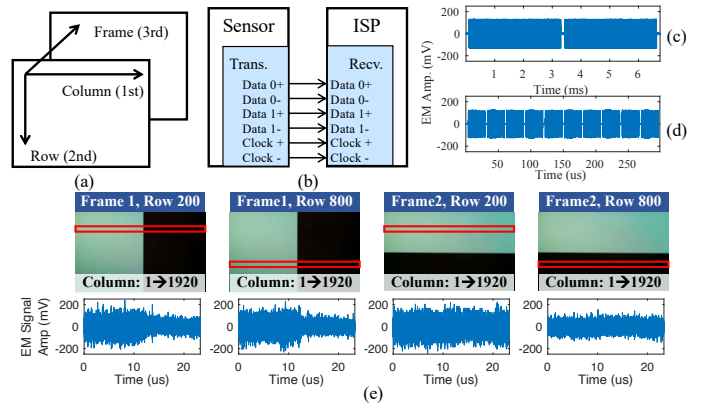 Frame (3rd)
Column (1st)
Row (2nd)
(a)
Sensor
ISP
Trans.
Recv.
Data 0+
Data 0+
Data 0-
Data 0-
Data 1+
Data 1+
Data 1-
Data 1-
Clock +
Clock +
Clock -
Clock -
(b)
EM Amp. (mV)
200
0
-200
1
2
3
4
5
6
Time (ms)
(c)
200
0
-200
50
100
150
200
250
Time (us)
(d)
Frame 1, Row 200
Frame1, Row 800
Frame2, Row 200
Frame2, Row 800
Column: 1→1920
Column: 1→1920
Column: 1→1920
Column: 1→1920
EM Signal
Amp (mV)
200
0
-200
0
10
20
Time (us)
200
0
-200
0
10
20
Time (us)
200
0
-200
0
10
20
Time (us)
200
0
-200
0
10
20
Time (us)
(e)